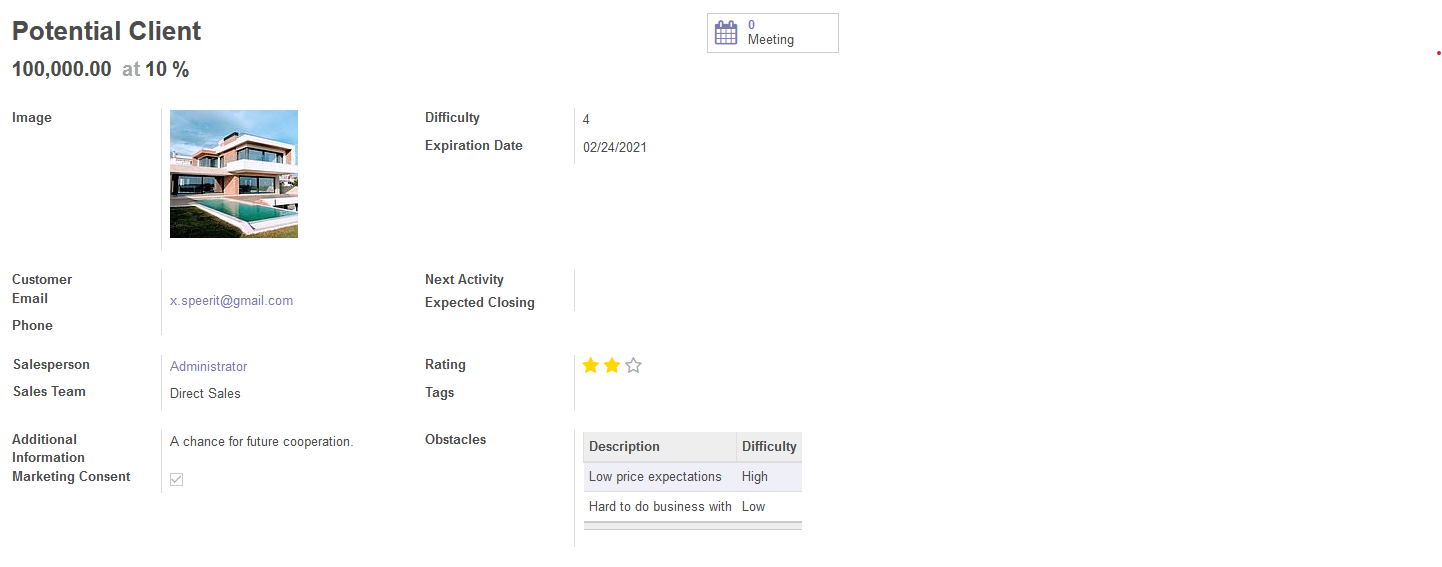 Potential Client
0
Meeting
100,000.00 at 10 %
Image
Difficulty 4
Expiration Date 02/24/2021
Customer
Email x.speerit@gmail.com
Phone
Next Activity
Expected Closing
Salesperson Administrator
Sales Team Direct Sales
Rating
Tags
Additional
Information
A chance for future cooperation.
Marketing Consent
Obstacles
Description Difficulty
Low price expectations High
Hard to do business with Low